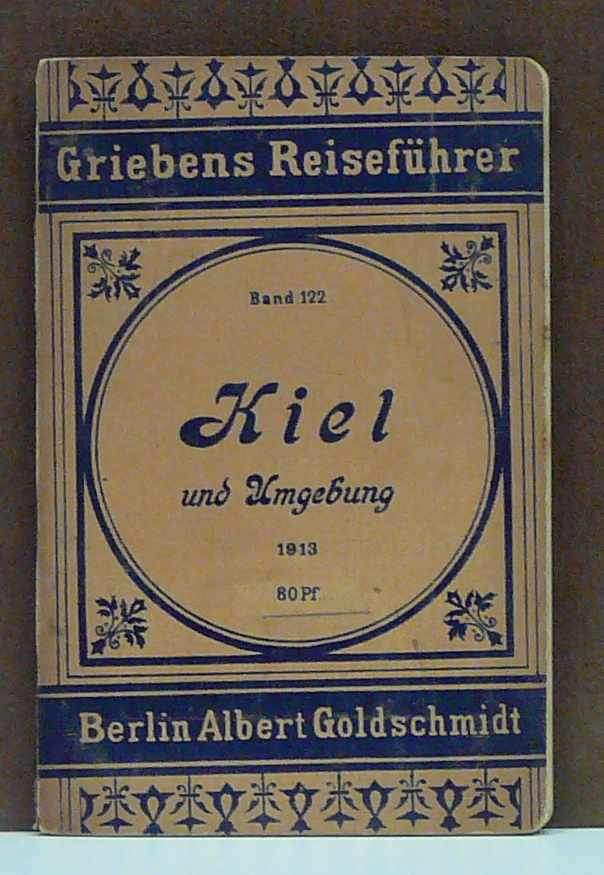 Griebens Reiseführer
Band 122
Kiel
und Umgebung
1913
80 Pf
Berlin Albert Goldschmidt